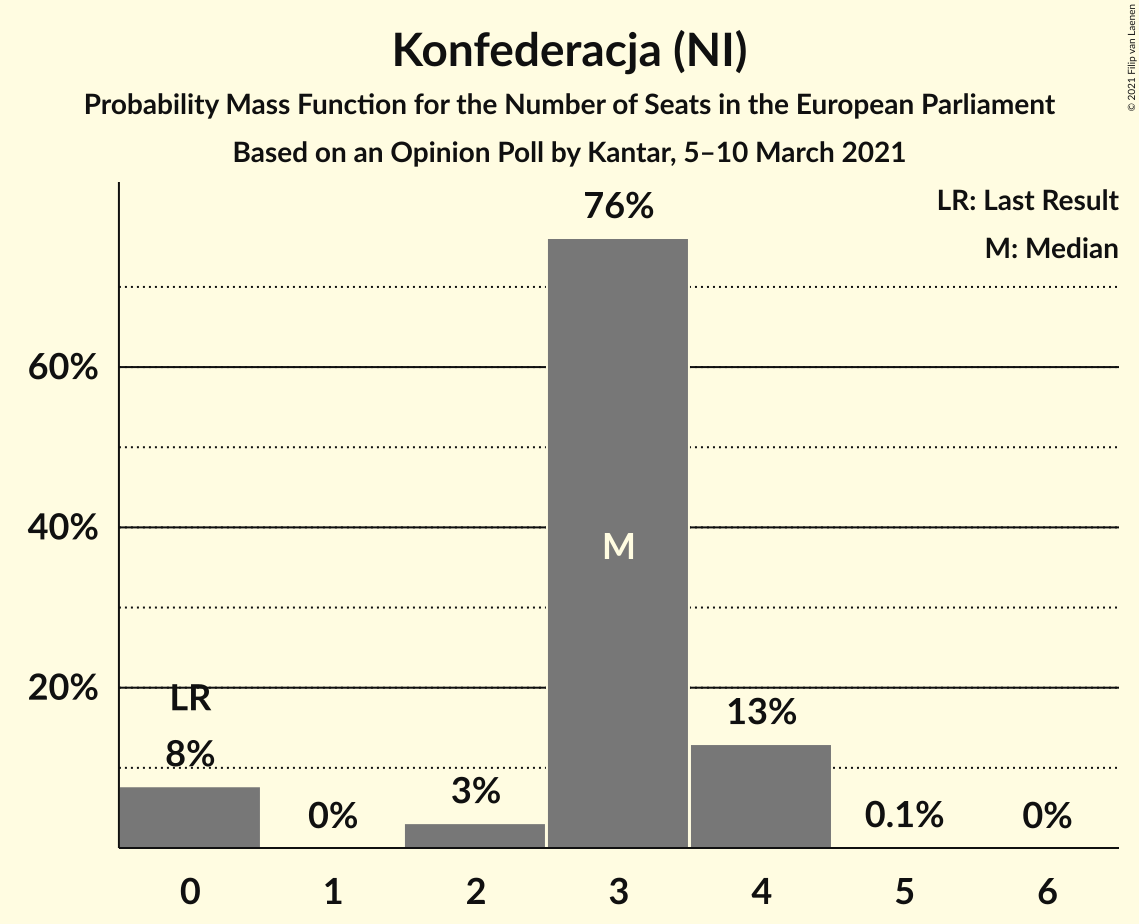 Konfederacja (NI)
Probability Mass Function for the Number of Seats in the European Parliament
Based on an Opinion Poll by Kantar, 5–10 March 2021
© 2021 Filip van Laenen
LR: Last Result
M: Median
76%
60%
40%
M
20%
LR
13%
8%
3%
0%
0.1%
0%
0 1 2 3 4 5 6